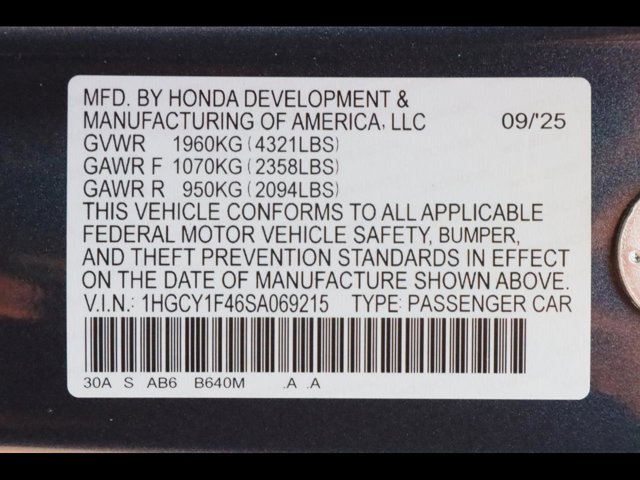 MFD. BY HONDA DEVELOPMENT &
MANUFACTURING OF AMERICA, LLC 09/'25
GVWR 1960KG (4321LBS)
GAWR F 1070KG (2358LBS)
GAWR R 950KG (2094LBS)
THIS VEHICLE CONFORMS TO ALL APPLICABLE
FEDERAL MOTOR VEHICLE SAFETY, BUMPER,
AND THEFT PREVENTION STANDARDS IN EFFECT
ON THE DATE OF MANUFACTURE SHOWN ABOVE.
V.I.N.: 1HGCY1F46SA069215 TYPE: PASSENGER CAR
30A S AB6 B640M .A .A